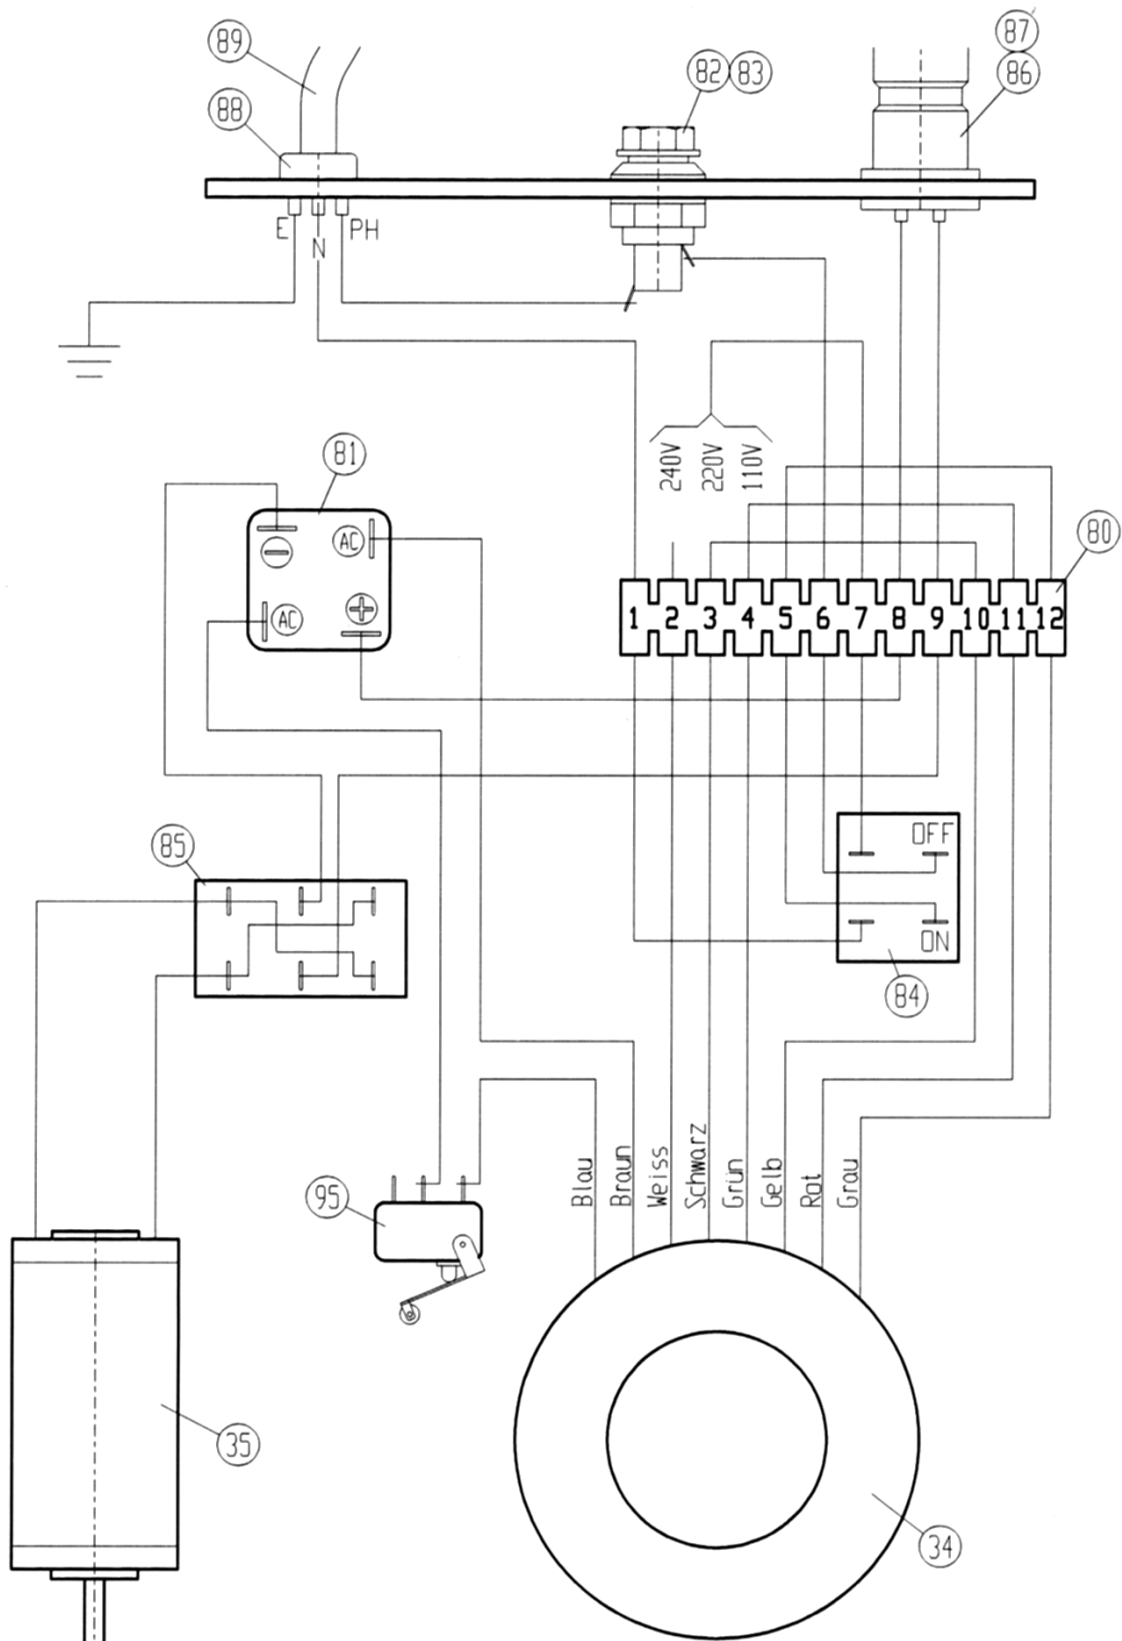 87
89
82 83
86
88
E
N
PH
240V
220V
110V
81
80
− AC
AC +
1 2 3 4 5 6 7 8 9 10 11 12
85
OFF
ON
84
Blau
Braun
Weiss
Schwarz
Grün
Gelb
Rot
Grau
95
35
34